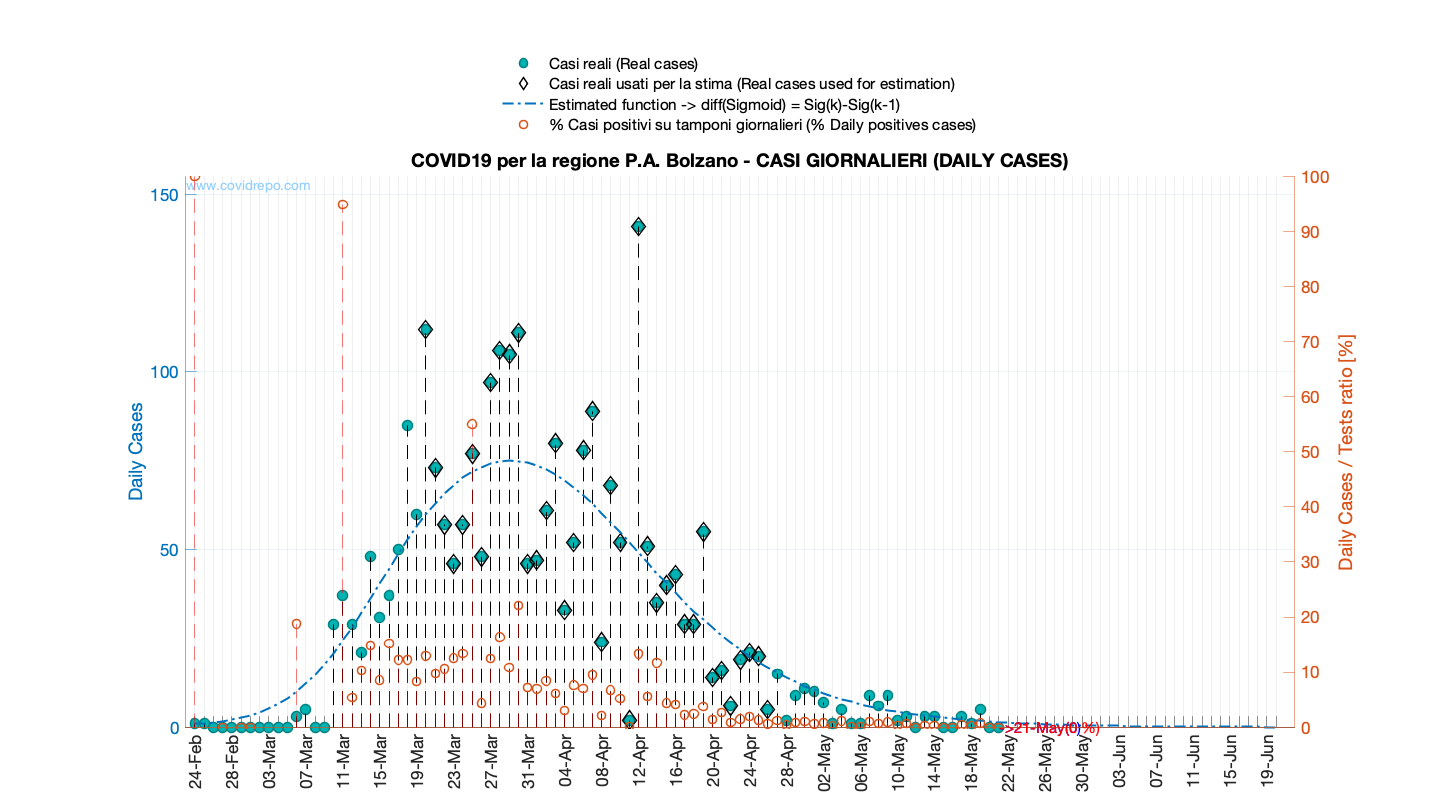 Casi reali (Real cases)
Casi reali usati per la stima (Real cases used for estimation)
Estimated function -> diff(Sigmoid) = Sig(k)-Sig(k-1)
% Casi positivi su tamponi giornalieri (% Daily positives cases)
COVID19 per la regione P.A. Bolzano - CASI GIORNALIERI (DAILY CASES)
www.covidrepo.com
150
100
50
0
Daily Cases
100
90
80
70
60
50
40
30
20
10
0
Daily Cases / Tests ratio [%]
->21-May(0%)
24-Feb
28-Feb
03-Mar
07-Mar
11-Mar
15-Mar
19-Mar
23-Mar
27-Mar
31-Mar
04-Apr
08-Apr
12-Apr
16-Apr
20-Apr
24-Apr
28-Apr
02-May
06-May
10-May
14-May
18-May
22-May
26-May
30-May
03-Jun
07-Jun
11-Jun
15-Jun
19-Jun